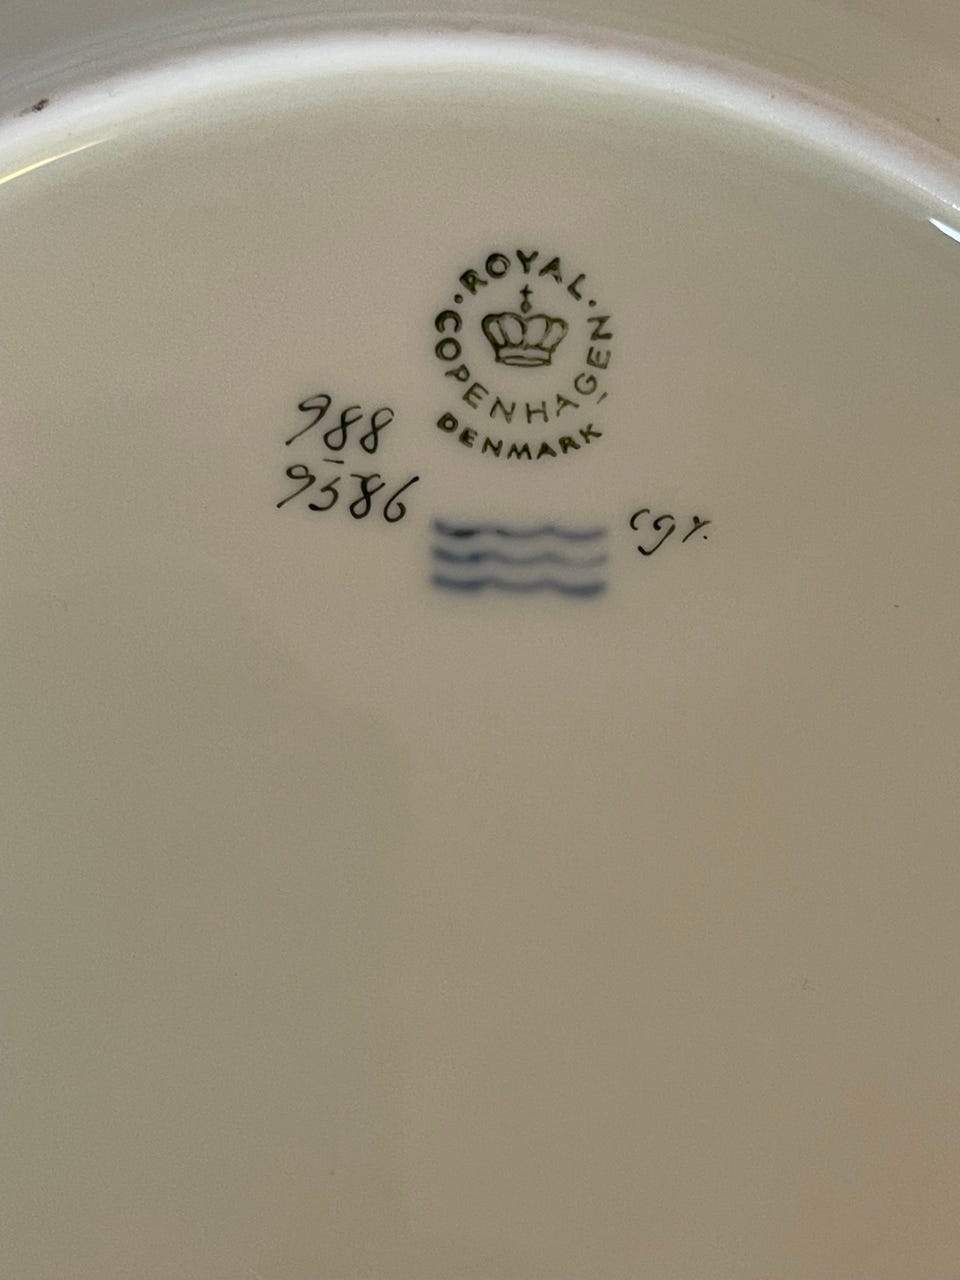 ROYAL
COPENHAGEN
DENMARK
988
9586